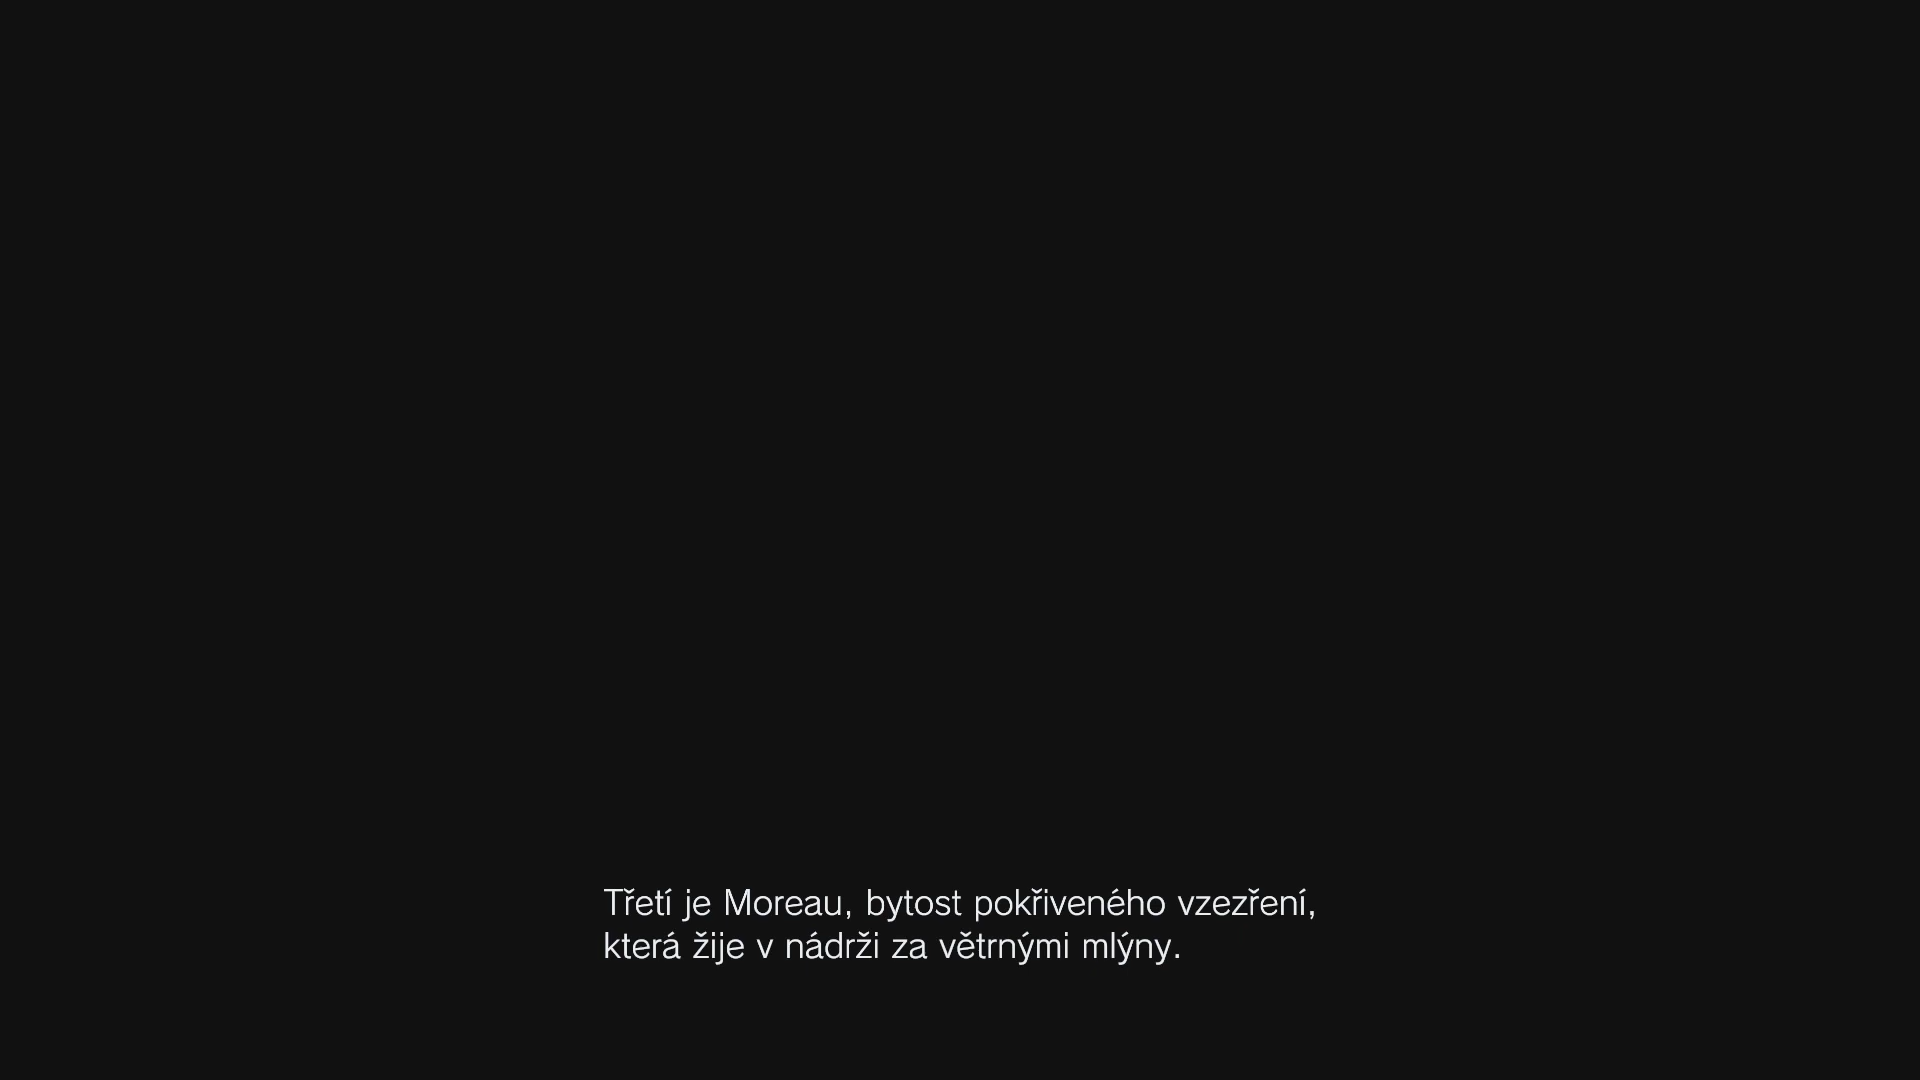 Třetí je Moreau, bytost pokřiveného vzezření,
která žije v nádrži za větrnými mlýny.